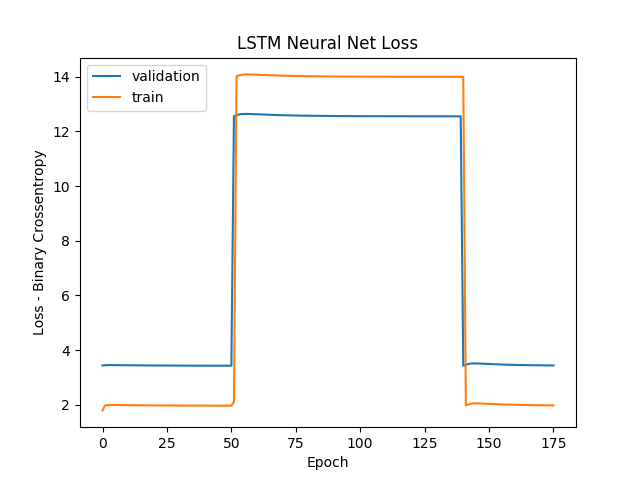 LSTM Neural Net Loss
validation
train
14
12
10
8
6
4
2
Loss - Binary Crossentropy
0 25 50 75 100 125 150 175
Epoch